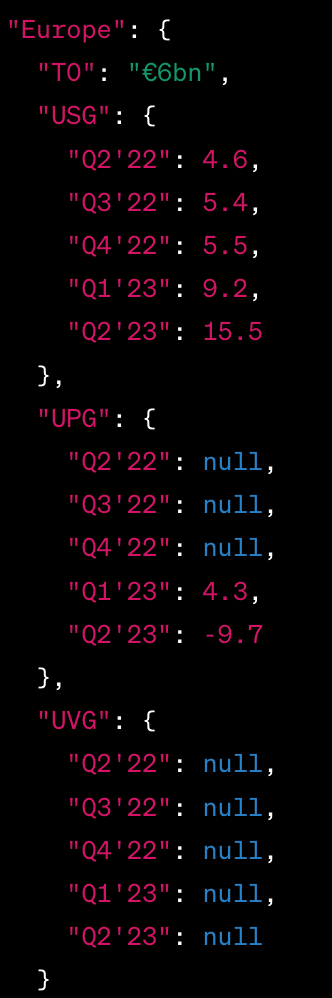 "Europe": {
"TO": "€6bn",
"USG": {
"Q2'22": 4.6,
"Q3'22": 5.4,
"Q4'22": 5.5,
"Q1'23": 9.2,
"Q2'23": 15.5
},
"UPG": {
"Q2'22": null,
"Q3'22": null,
"Q4'22": null,
"Q1'23": 4.3,
"Q2'23": -9.7
},
"UVG": {
"Q2'22": null,
"Q3'22": null,
"Q4'22": null,
"Q1'23": null,
"Q2'23": null
}